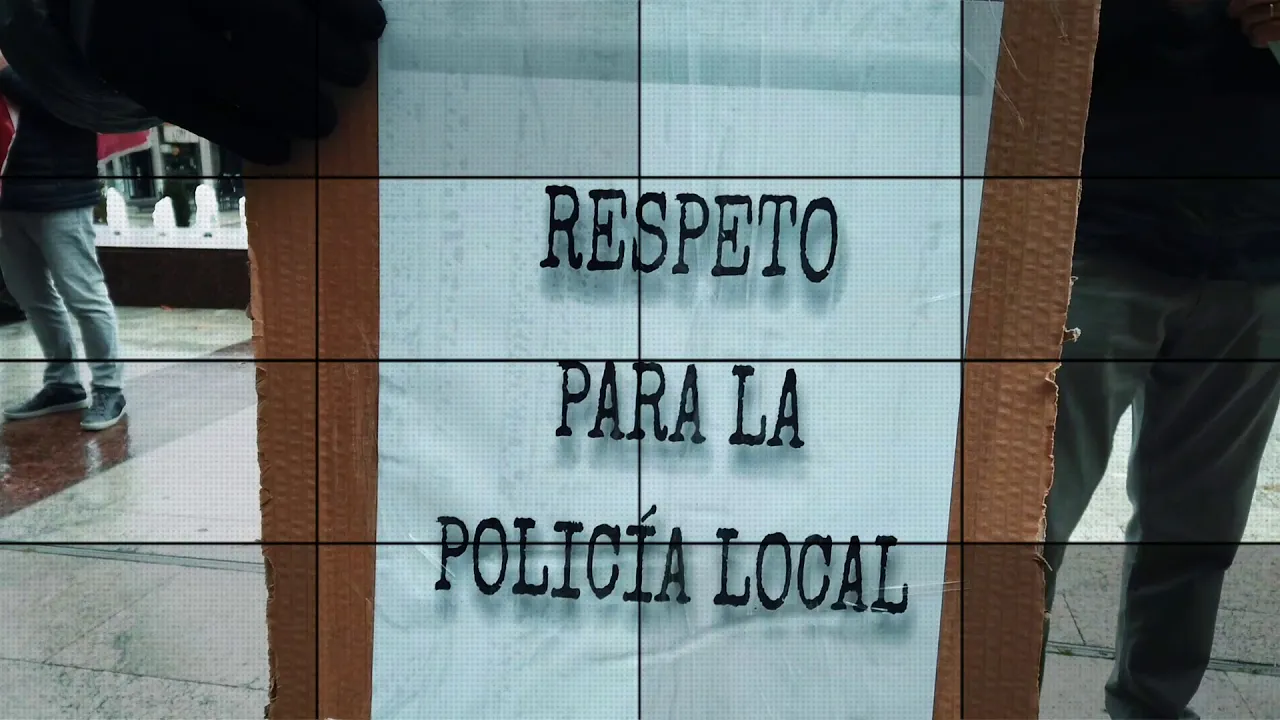 RESPETO
PARA LA
POLICÍA LOCAL